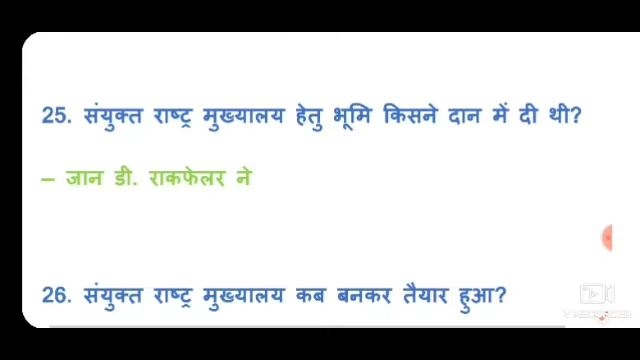 25. संयुक्त राष्ट्र मुख्यालय हेतु भूमि किसने दान में दी थी?
– जान डी. राकफेलर ने
26. संयुक्त राष्ट्र मुख्यालय कब बनकर तैयार हुआ?